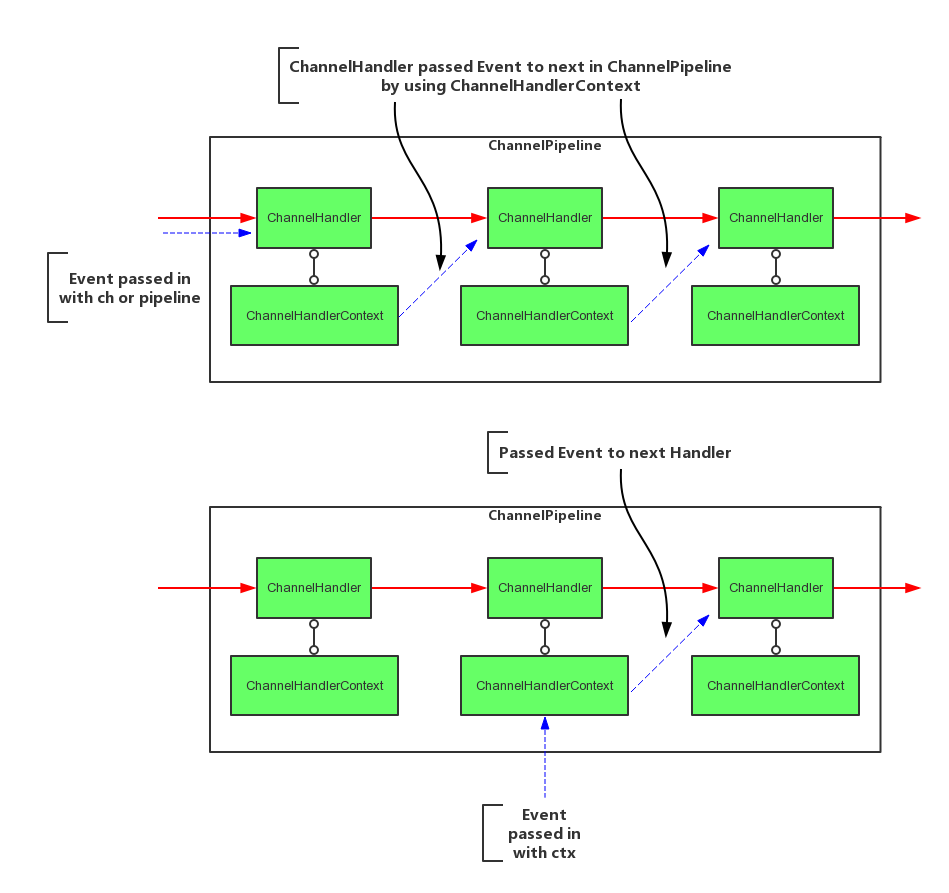 ChannelHandler passed Event to next in ChannelPipeline
by using ChannelHandlerContext
ChannelPipeline
ChannelHandler
ChannelHandler
ChannelHandler
Event passed in
with ch or pipeline
ChannelHandlerContext
ChannelHandlerContext
ChannelHandlerContext
Passed Event to next Handler
ChannelPipeline
ChannelHandler
ChannelHandler
ChannelHandler
ChannelHandlerContext
ChannelHandlerContext
ChannelHandlerContext
Event
passed in
with ctx